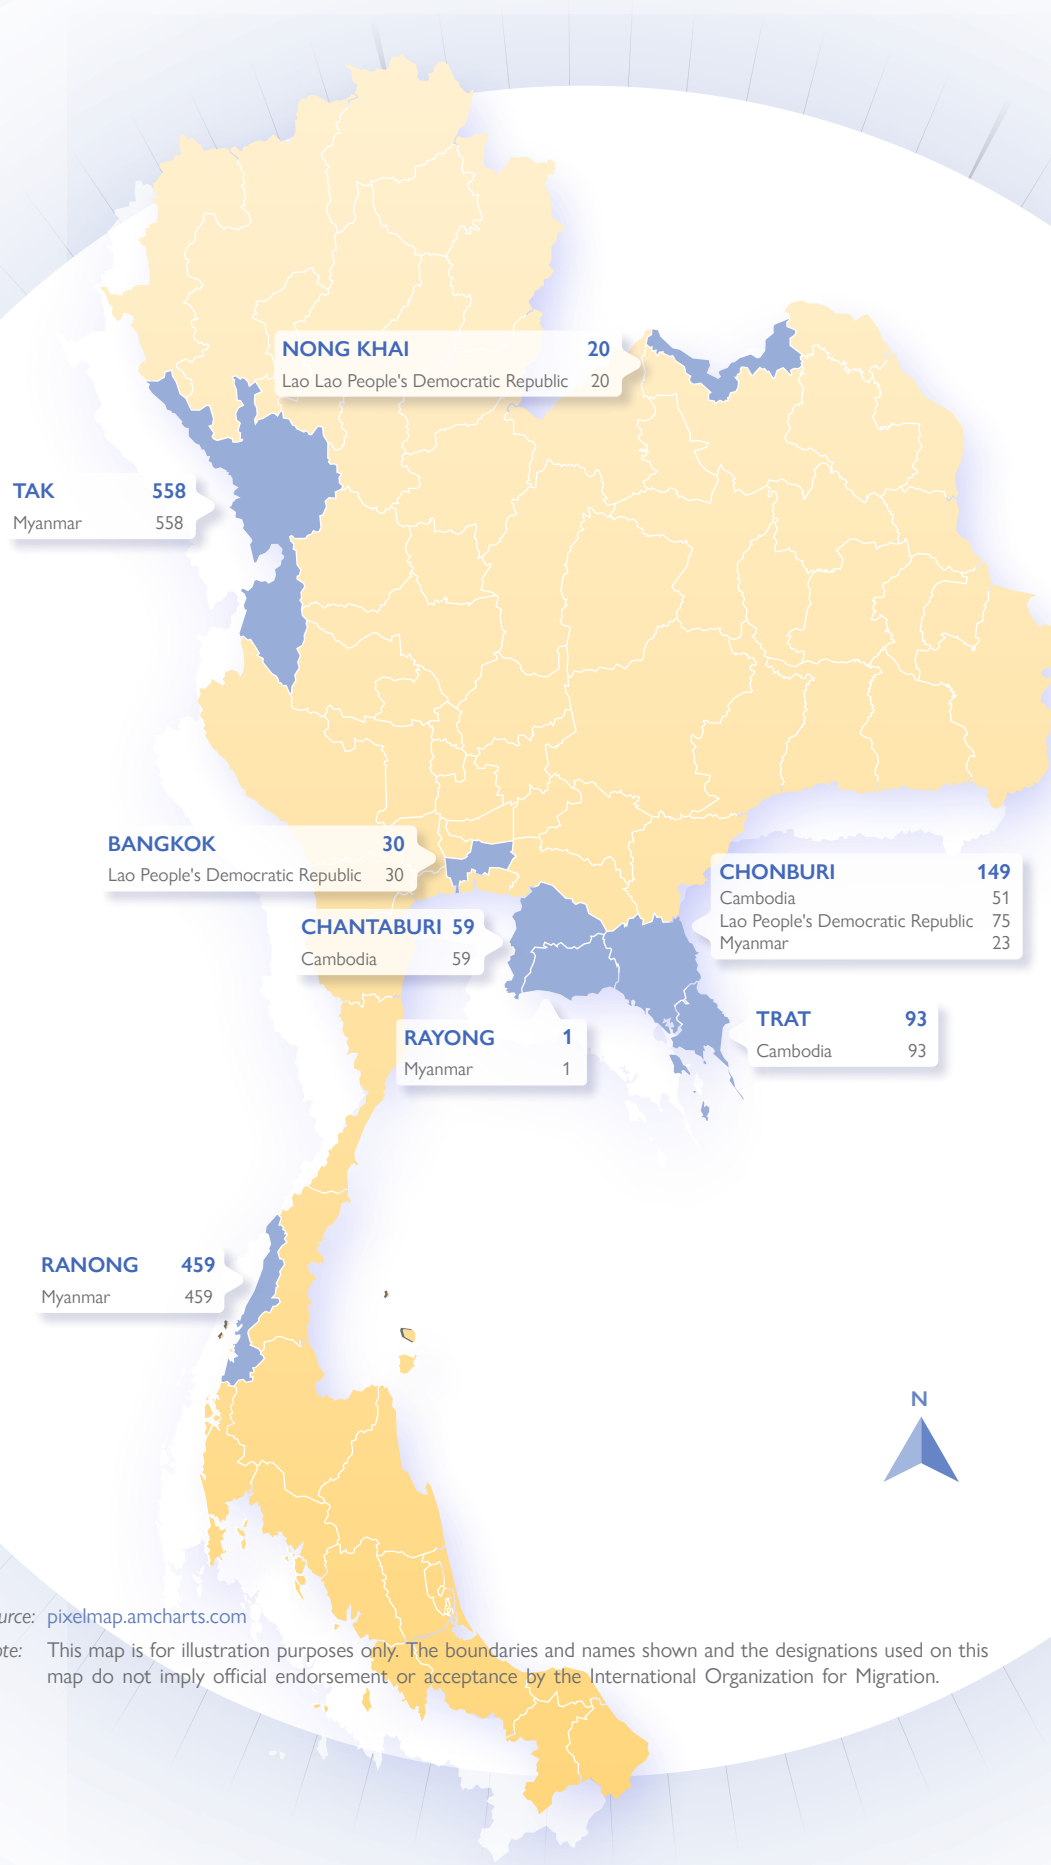 NONG KHAI 20
Lao Lao People's Democratic Republic 20
TAK 558
Myanmar 558
BANGKOK 30
Lao People's Democratic Republic 30
CHONBURI 149
Cambodia 51
Lao People's Democratic Republic 75
Myanmar 23
CHANTABURI 59
Cambodia 59
TRAT 93
Cambodia 93
RAYONG 1
Myanmar 1
RANONG 459
Myanmar 459
N
urce: pixelmap.amcharts.com
ote: This map is for illustration purposes only. The boundaries and names shown and the designations used on this
map do not imply official endorsement or acceptance by the International Organization for Migration.